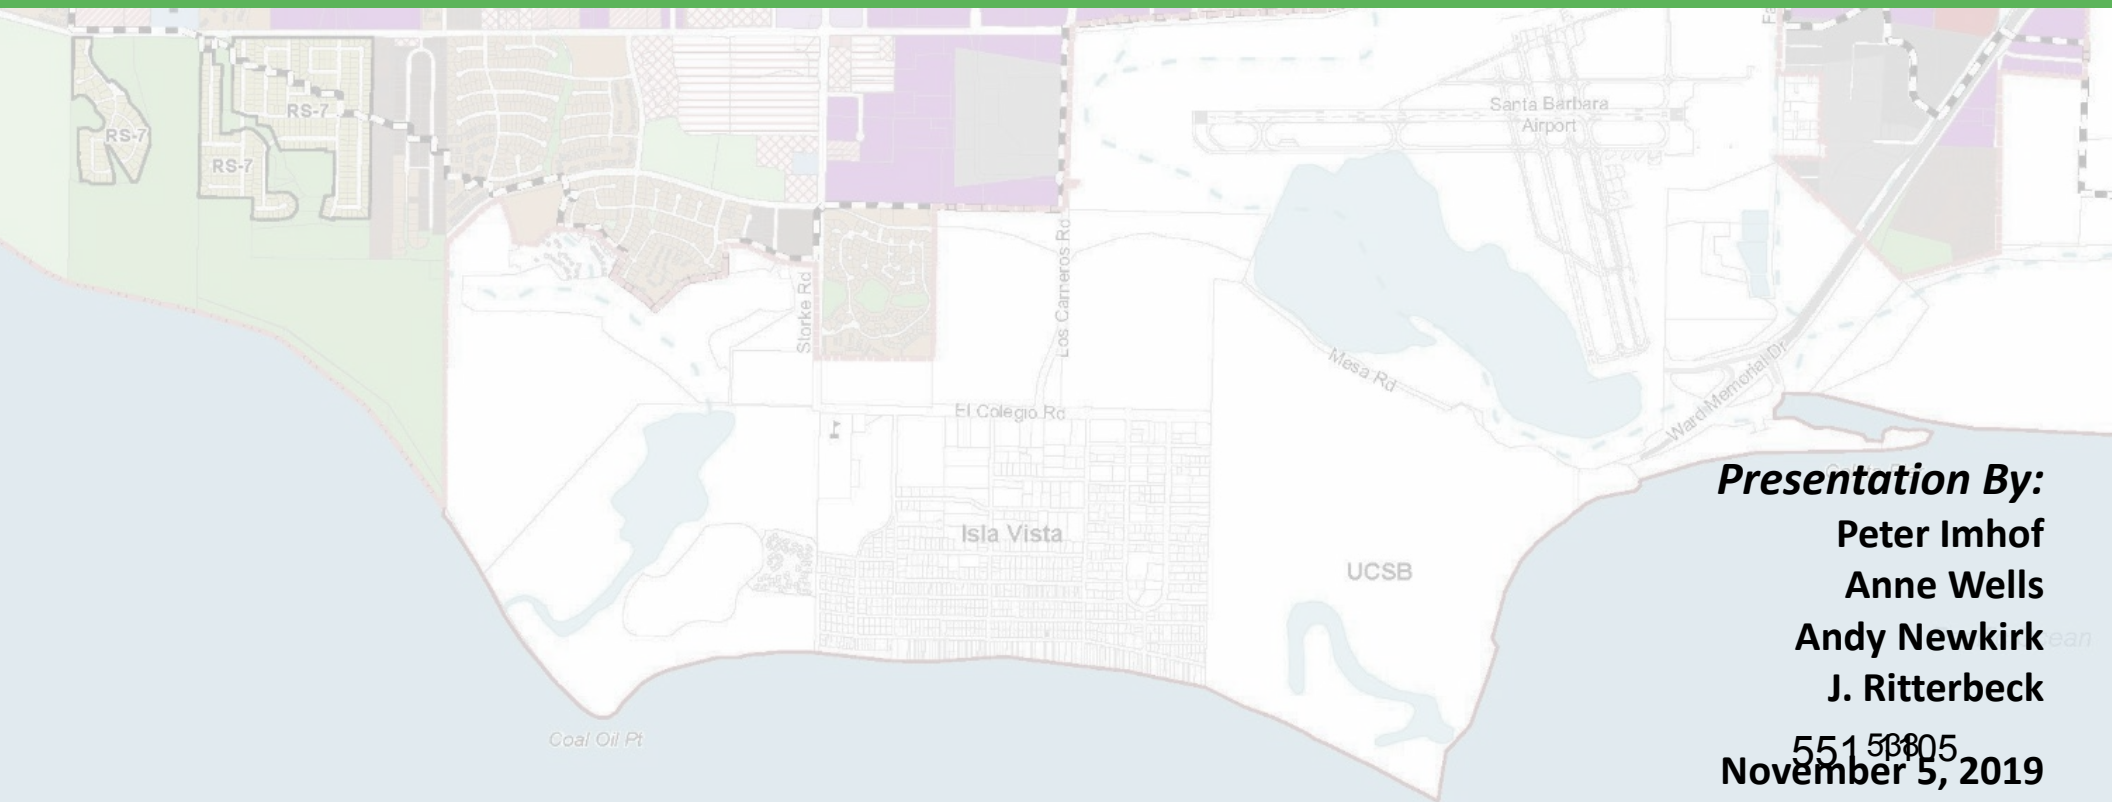 RS-7
RS-7
RS-7
Santa Barbara
Airport
Storke Rd
Los Carneros Rd
Mesa Rd
El Colegio Rd
Ward Memorial Dr
Isla Vista
UCSB
Coal Oil Pt
Presentation By:
Peter Imhof
Anne Wells
Andy Newkirk
J. Ritterbeck
November 5, 2019